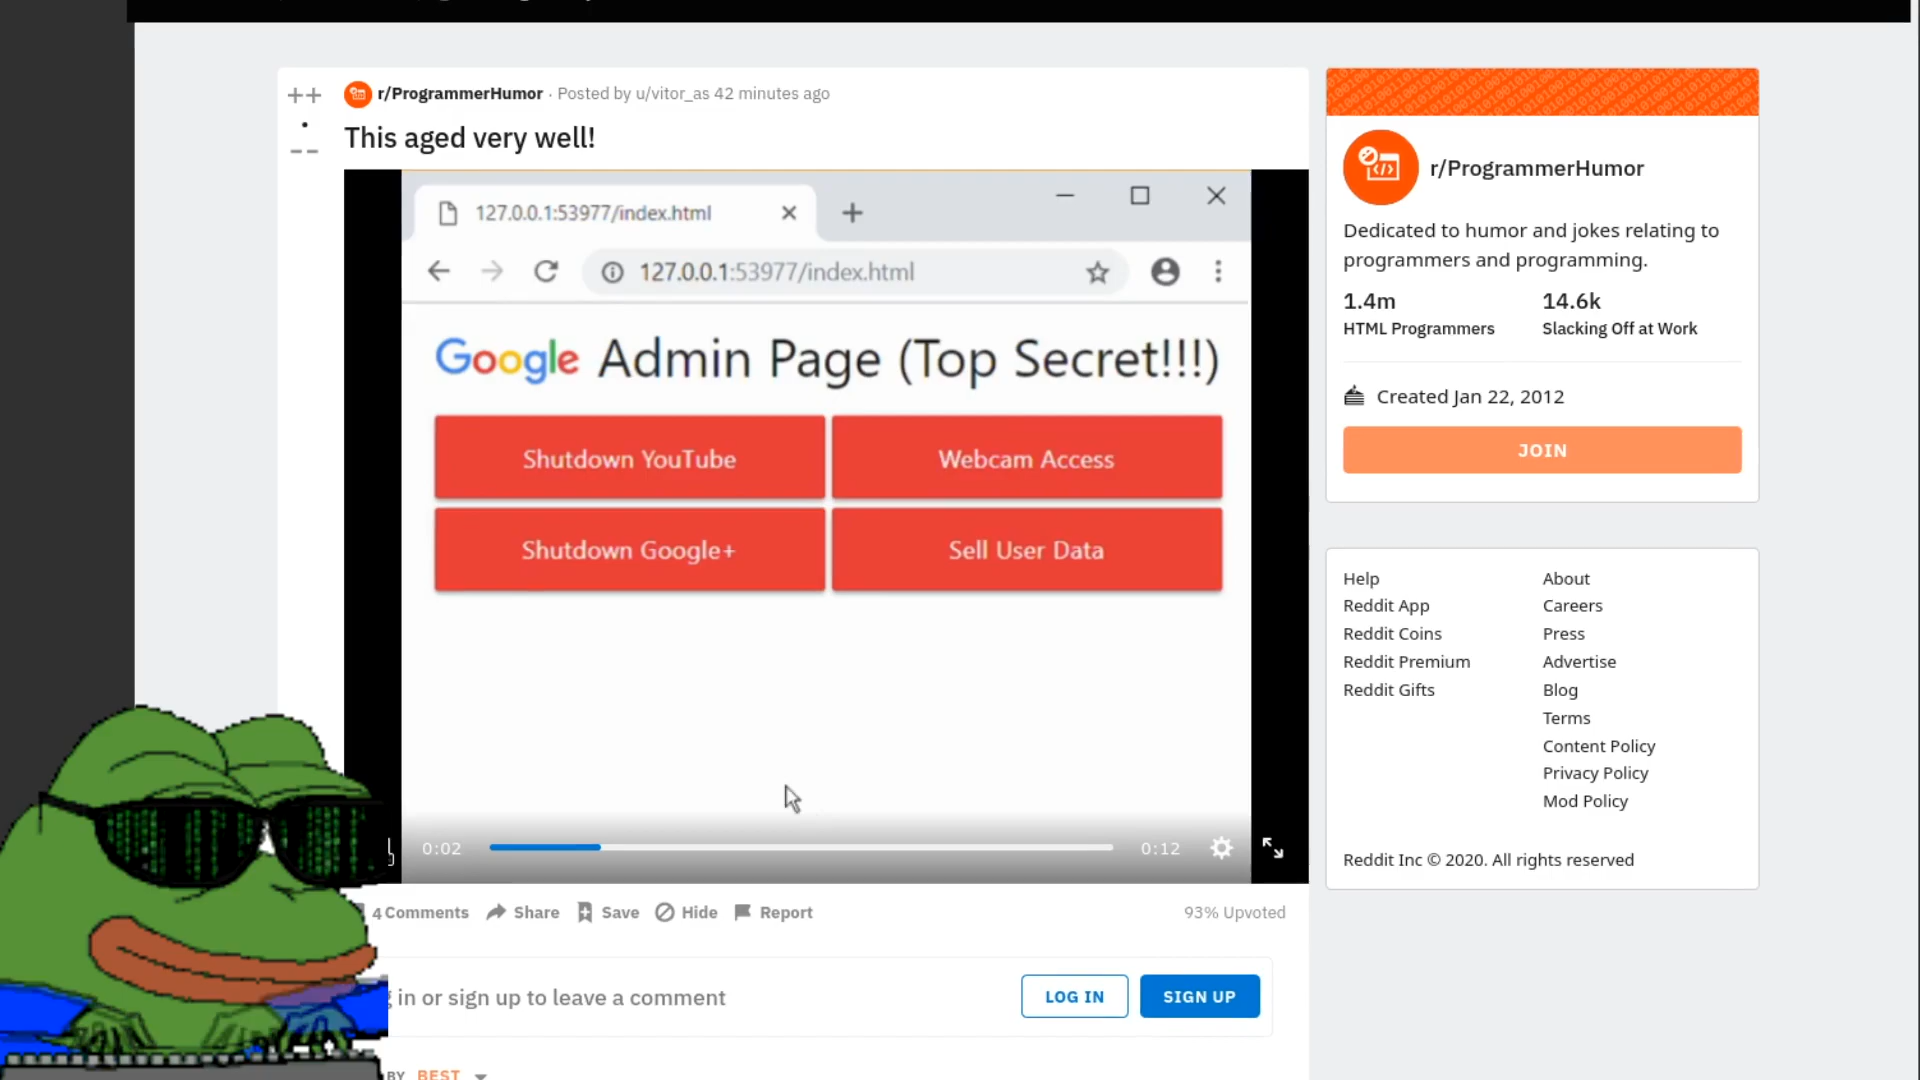 r/ProgrammerHumor · Posted by u/vitor_as 42 minutes ago
This aged very well!
127.0.0.1:53977/index.html
127.0.0.1:53977/index.html
Google Admin Page (Top Secret!!!)
Shutdown YouTube
Webcam Access
Shutdown Google+
Sell User Data
0:02
0:12
4 Comments
Share
Save
Hide
Report
93% Upvoted
in or sign up to leave a comment
LOG IN
SIGN UP
BY BEST
r/ProgrammerHumor
Dedicated to humor and jokes relating to
programmers and programming.
1.4m
14.6k
HTML Programmers
Slacking Off at Work
Created Jan 22, 2012
JOIN
Help
About
Reddit App
Careers
Reddit Coins
Press
Reddit Premium
Advertise
Reddit Gifts
Blog
Terms
Content Policy
Privacy Policy
Mod Policy
Reddit Inc © 2020. All rights reserved